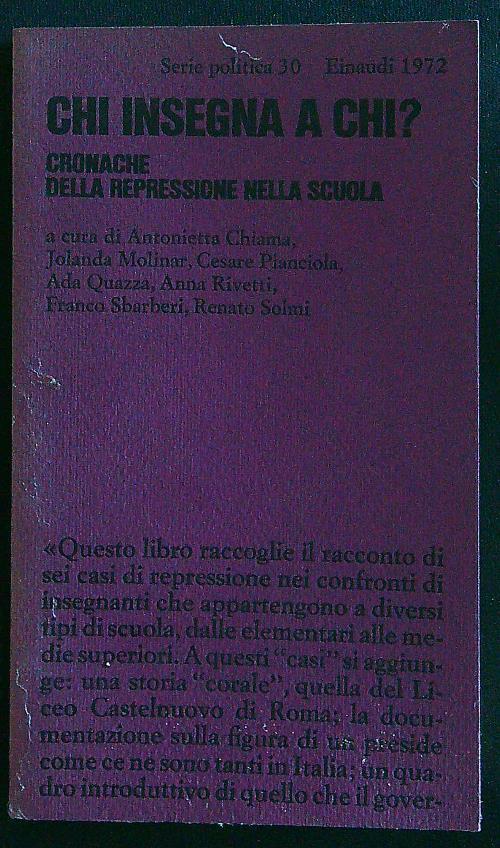 Serie politica 30 Einaudi 1972
CHI INSEGNA A CHI?
CRONACHE
DELLA REPRESSIONE NELLA SCUOLA
a cura di Antonietta Chiama,
Jolanda Molinar, Cesare Pianciola,
Ada Quazza, Anna Rivetti,
Franco Sbarberi, Renato Solmi
«Questo libro raccoglie il racconto di
sei casi di repressione nei confronti di
insegnanti che appartengono a diversi
tipi di scuola, dalle elementari alle me-
die superiori. A questi "casi" si aggiun-
ge: una storia "corale", quella del Li-
ceo Castelnuovo di Roma; la docu-
mentazione sulla figura di un preside
come ce ne sono tanti in Italia; un qua-
dro introduttivo di quello che il gover-